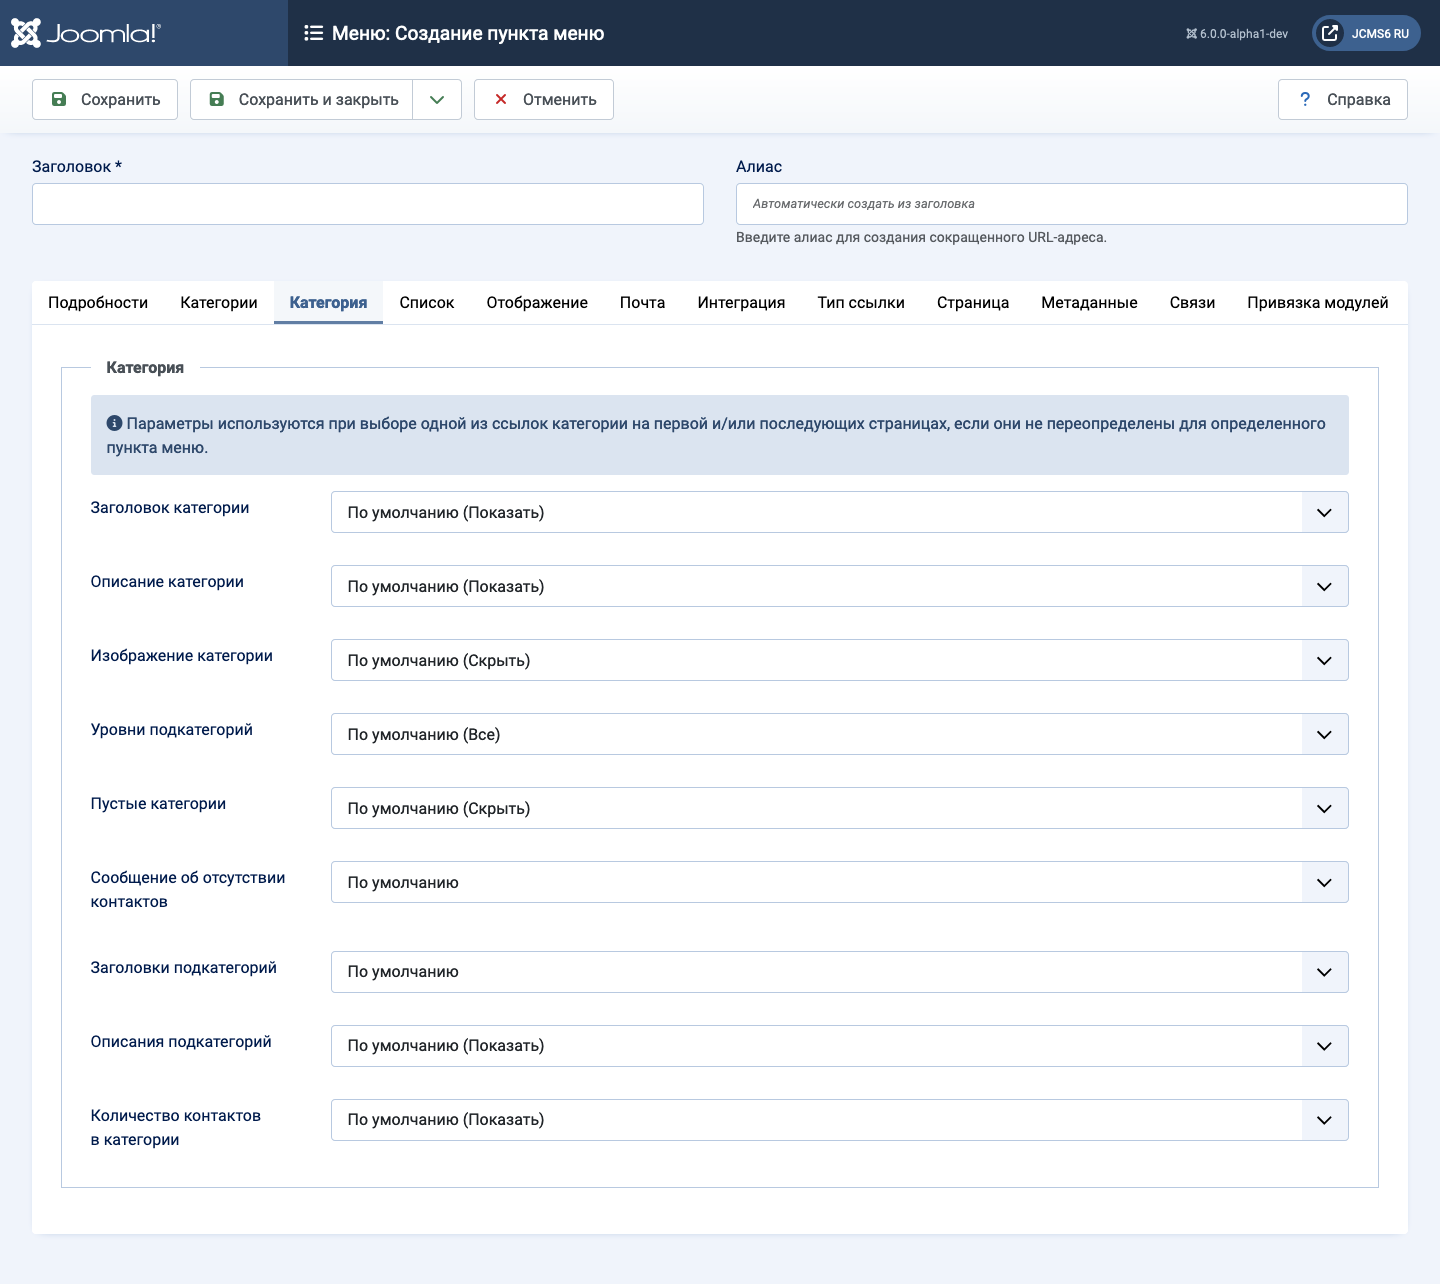 Joomla!®
Меню: Создание пункта меню
6.0.0-alpha1-dev
JCMS6 RU
Сохранить
Сохранить и закрыть
Отменить
? Справка
Заголовок *
Алиас
Автоматически создать из заголовка
Введите алиас для создания сокращенного URL-адреса.
Подробности Категории Категория Список Отображение Почта Интеграция Тип ссылки Страница Метаданные Связи Привязка модулей
Категория
Параметры используются при выборе одной из ссылок категории на первой и/или последующих страницах, если они не переопределены для определенного
пункта меню.
Заголовок категории
По умолчанию (Показать)
Описание категории
По умолчанию (Показать)
Изображение категории
По умолчанию (Скрыть)
Уровни подкатегорий
По умолчанию (Все)
Пустые категории
По умолчанию (Скрыть)
Сообщение об отсутствии
контактов
По умолчанию
Заголовки подкатегорий
По умолчанию
Описания подкатегорий
По умолчанию (Показать)
Количество контактов
в категории
По умолчанию (Показать)